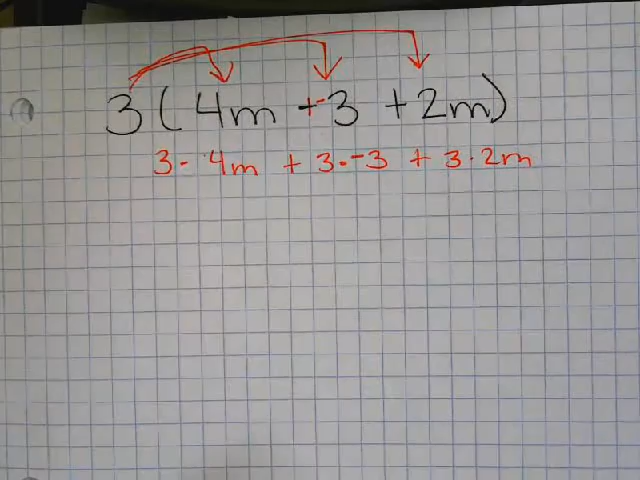 3(4m +-3 +2m)
3· 4m + 3·-3 + 3·2m